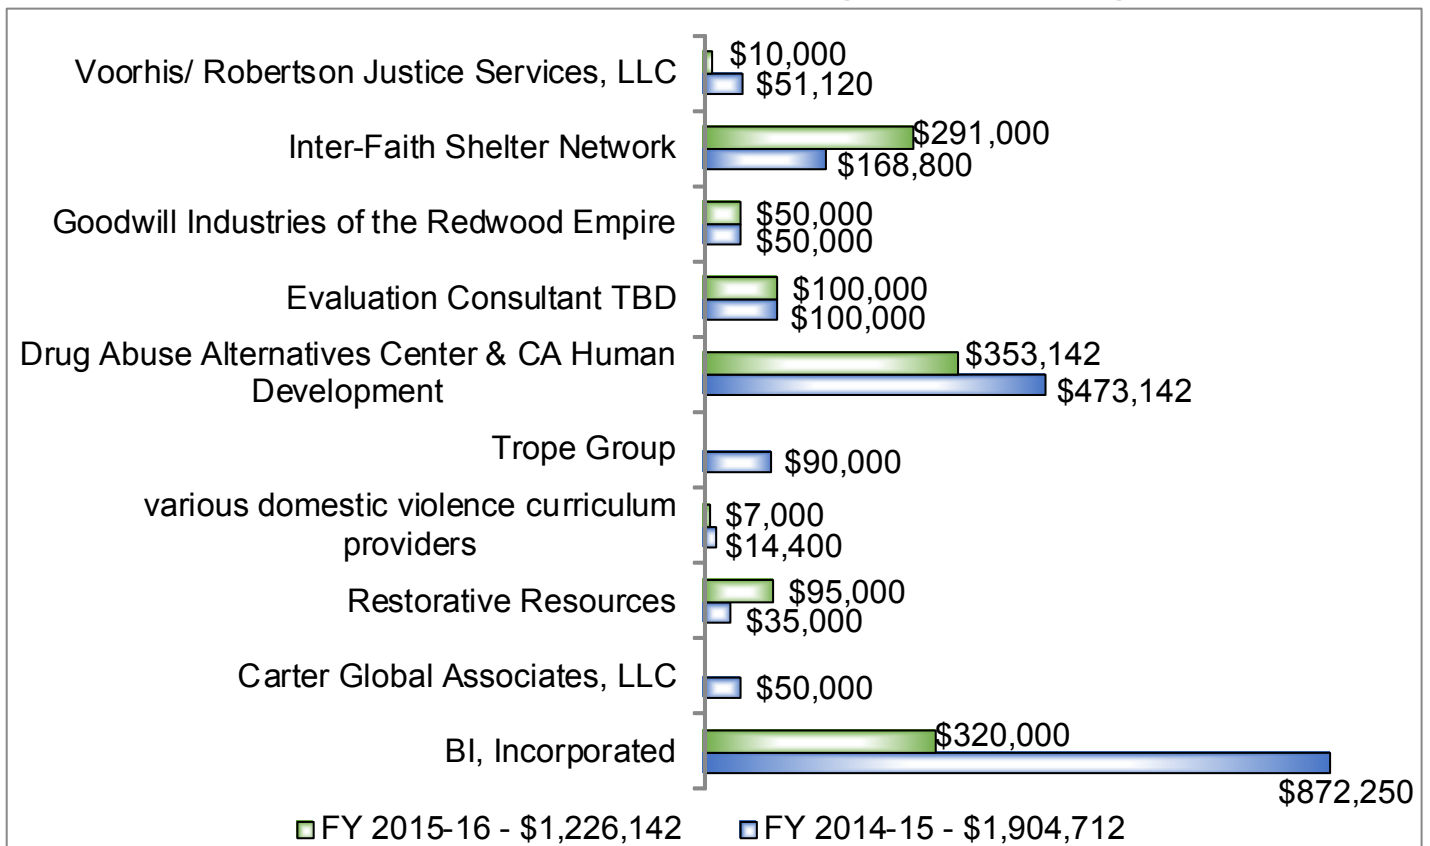 Voorhis/ Robertson Justice Services, LLC
$10,000
$51,120
Inter-Faith Shelter Network
$291,000
$168,800
Goodwill Industries of the Redwood Empire
$50,000
$50,000
Evaluation Consultant TBD
$100,000
$100,000
Drug Abuse Alternatives Center & CA Human
Development
$353,142
$473,142
Trope Group
$90,000
various domestic violence curriculum
providers
$7,000
$14,400
Restorative Resources
$95,000
$35,000
Carter Global Associates, LLC
$50,000
BI, Incorporated
$320,000
$872,250
FY 2015-16 - $1,226,142
FY 2014-15 - $1,904,712